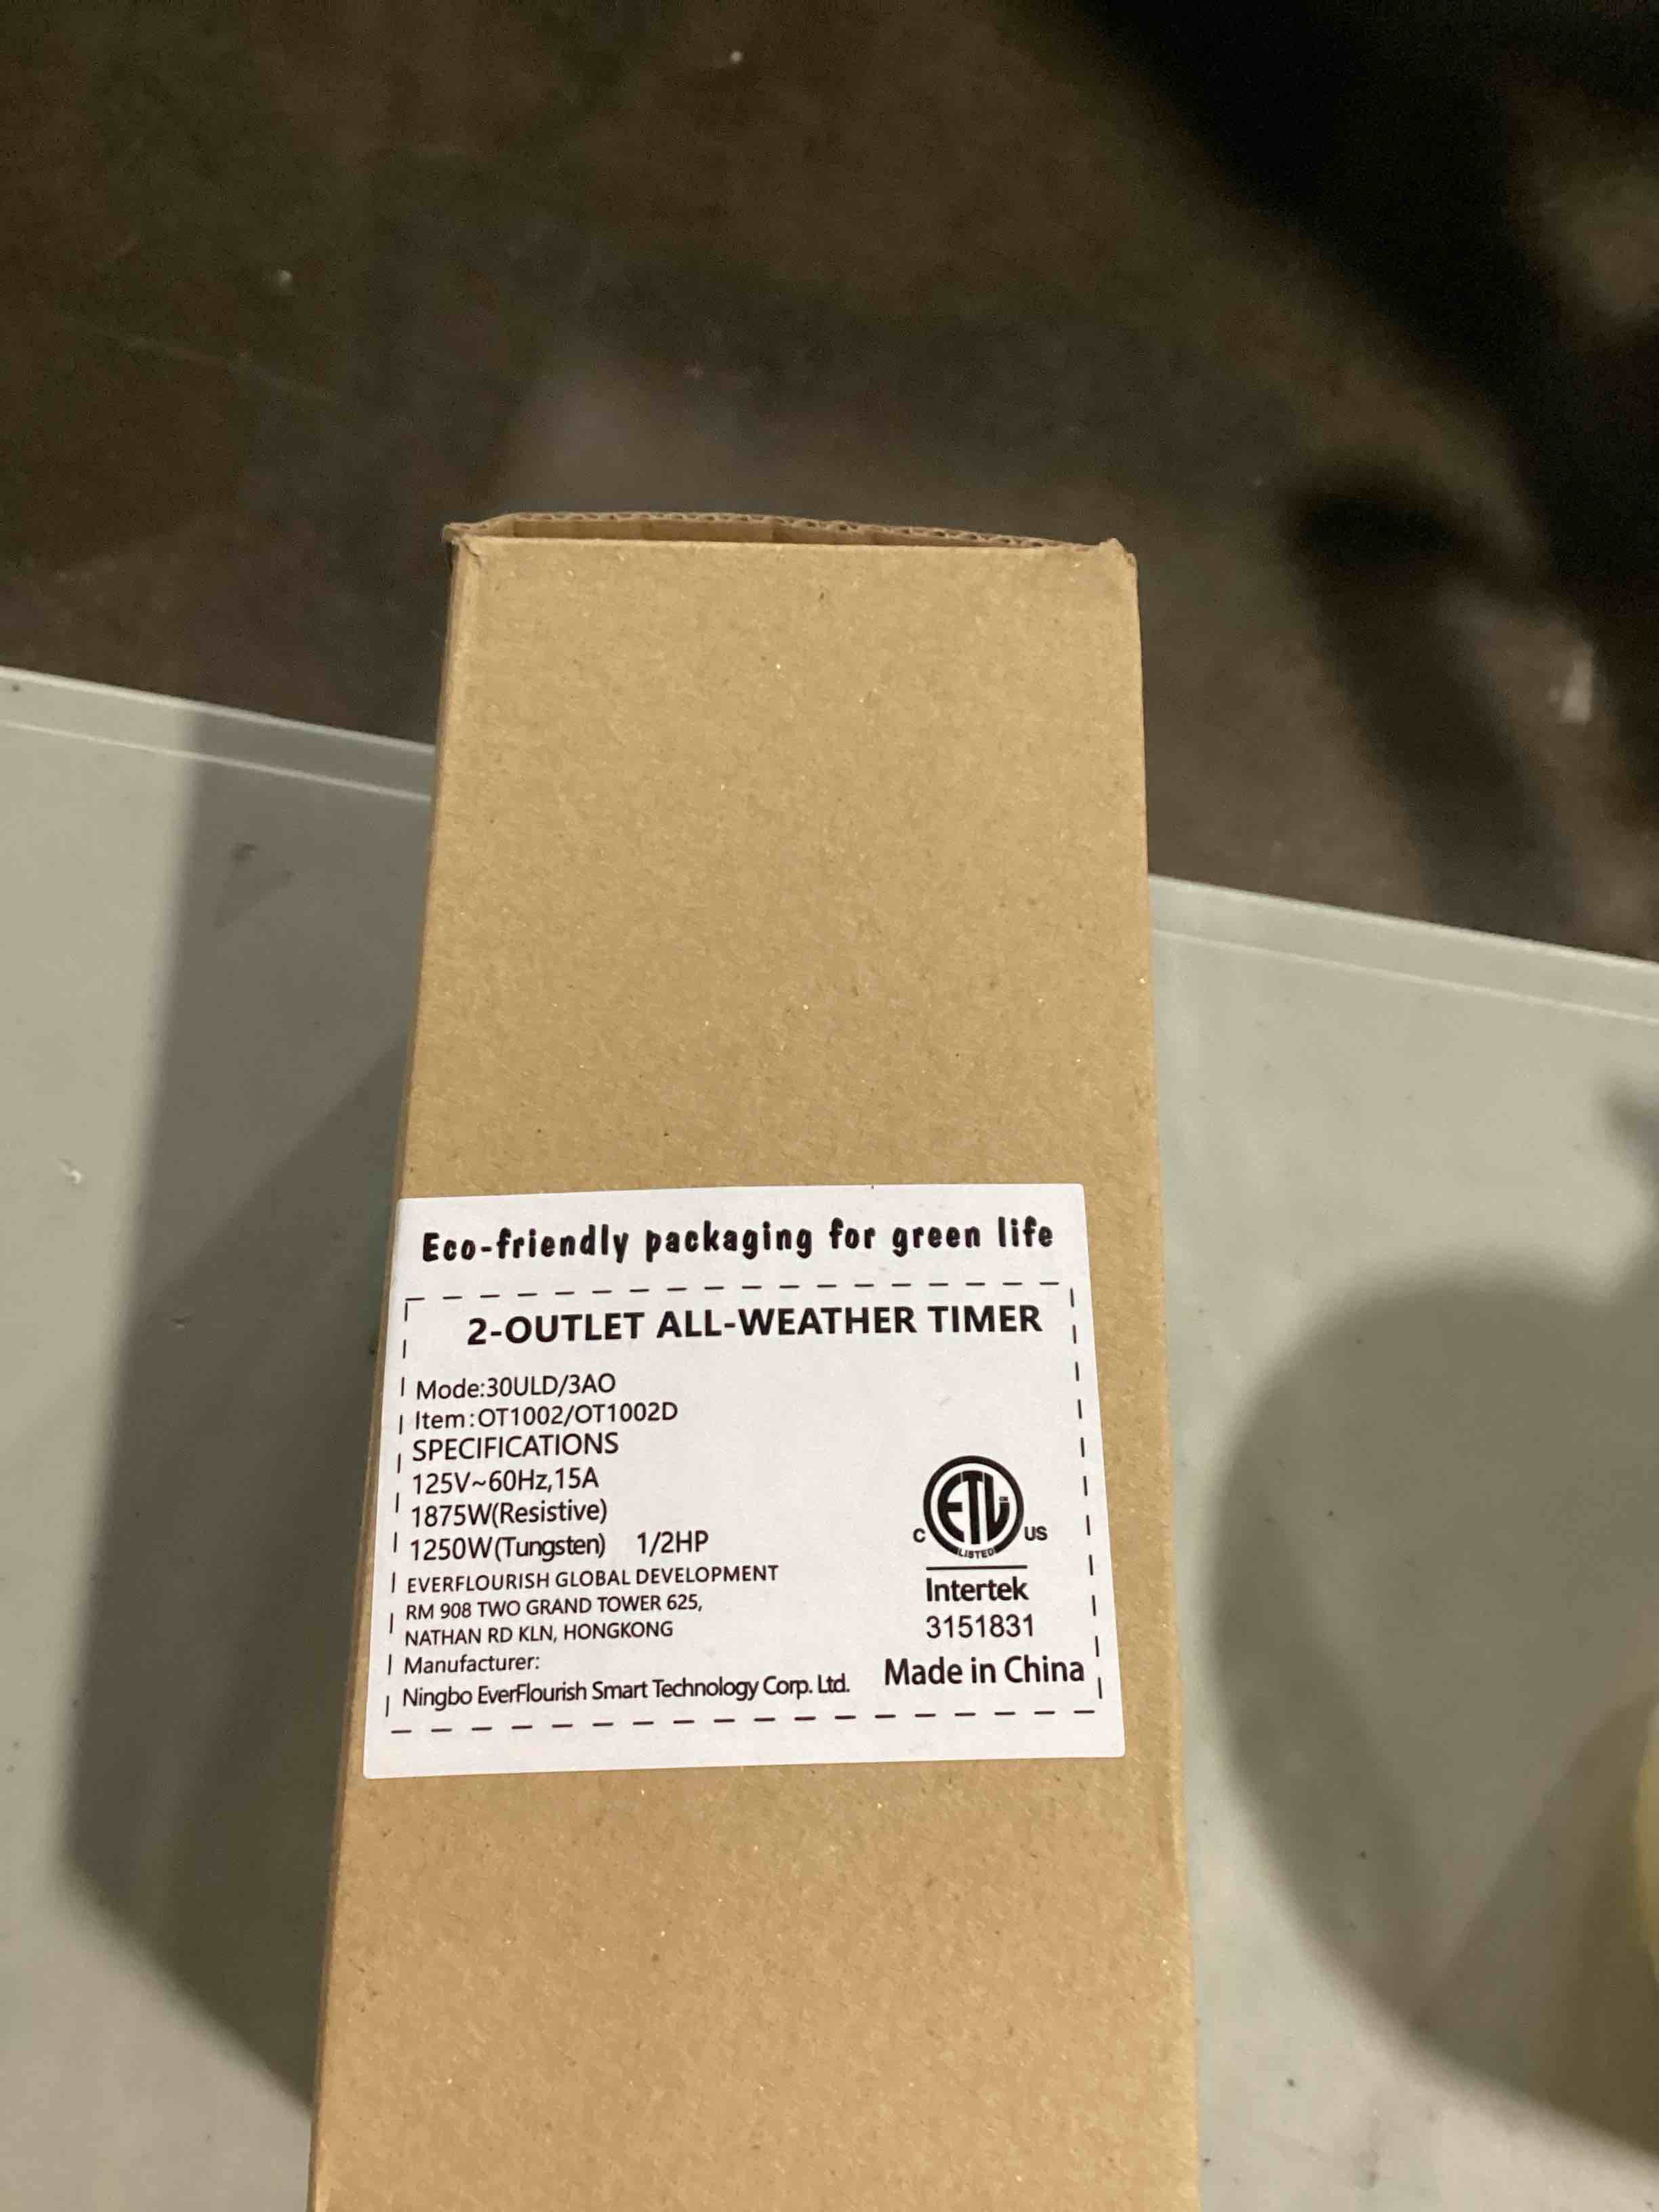 Eco-friendly packaging for green life
2-OUTLET ALL-WEATHER TIMER
Mode:30ULD/3AO
Item:OT1002/OT1002D
SPECIFICATIONS
125V~60Hz,15A
1875W(Resistive)
1250W(Tungsten) 1/2HP
EVERFLOURISH GLOBAL DEVELOPMENT
RM 908 TWO GRAND TOWER 625,
NATHAN RD KLN, HONGKONG
Manufacturer:
Ningbo EverFlourish Smart Technology Corp. Ltd.
ETL
C US
LISTED
Intertek
3151831
Made in China